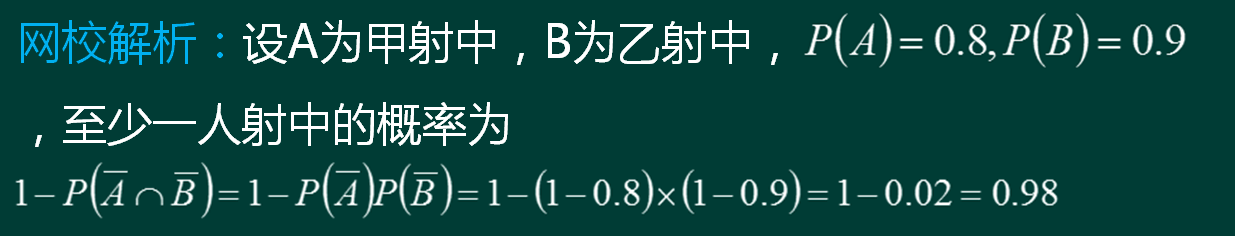 网校解析：设A为甲射中，B为乙射中，P(A)=0.8,P(B)=0.9
，至少一人射中的概率为
1−P(A̅∩B̅)=1−P(A̅)P(B̅)=1−(1−0.8)×(1−0.9)=1−0.02=0.98